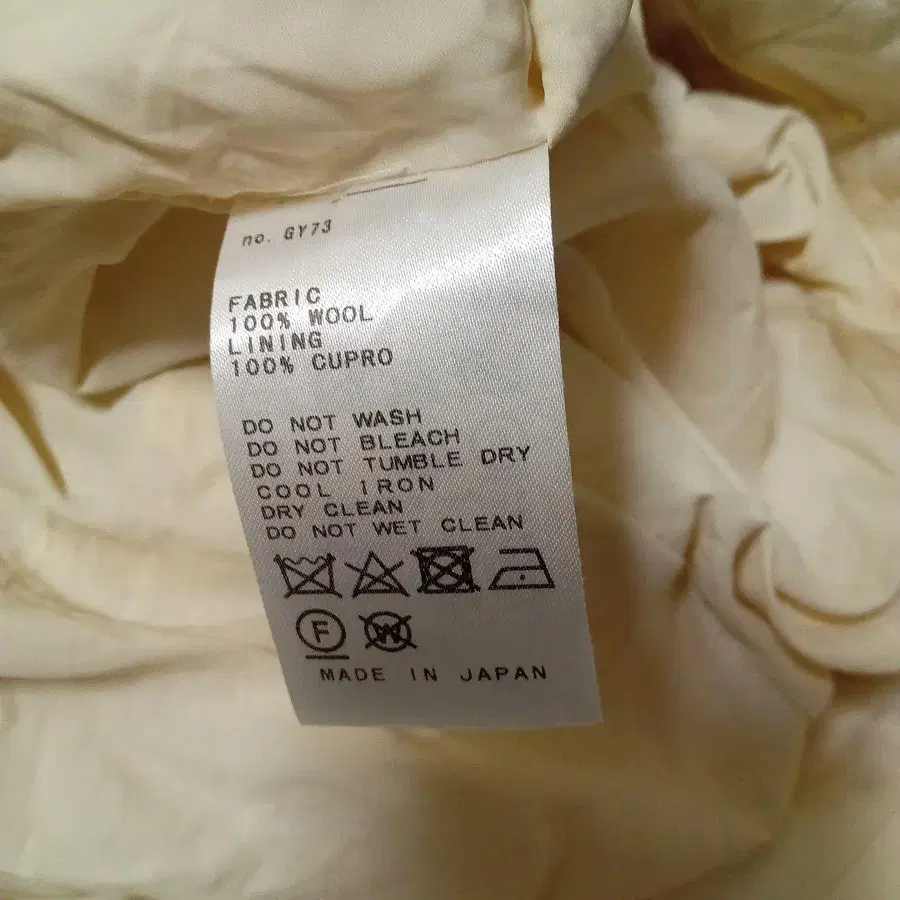 no. GY73
FABRIC
100% WOOL
LINING
100% CUPRO
DO NOT WASH
DO NOT BLEACH
DO NOT TUMBLE DRY
COOL IRON
DRY CLEAN
DO NOT WET CLEAN
F W
MADE IN JAPAN